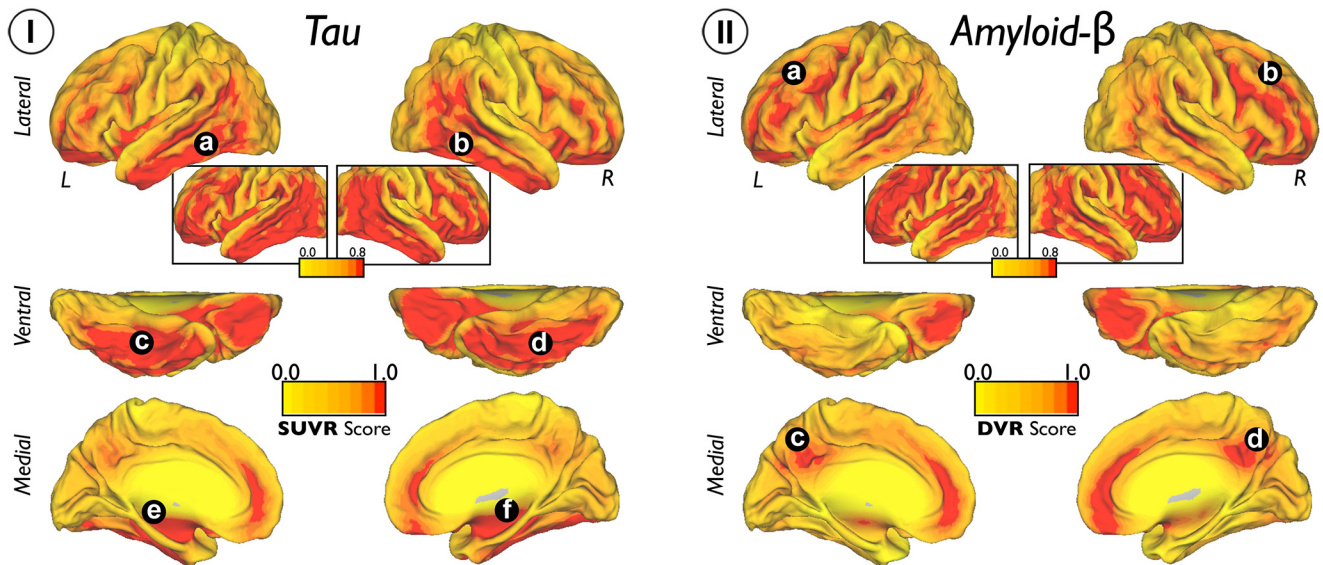 I
Tau
Lateral
a
b
L
R
0.0 0.8
Ventral
c
d
0.0 1.0
SUVR Score
Medial
e
f
II
Amyloid-β
Lateral
a
b
L
R
0.0 0.8
Ventral
0.0 1.0
DVR Score
Medial
c
d